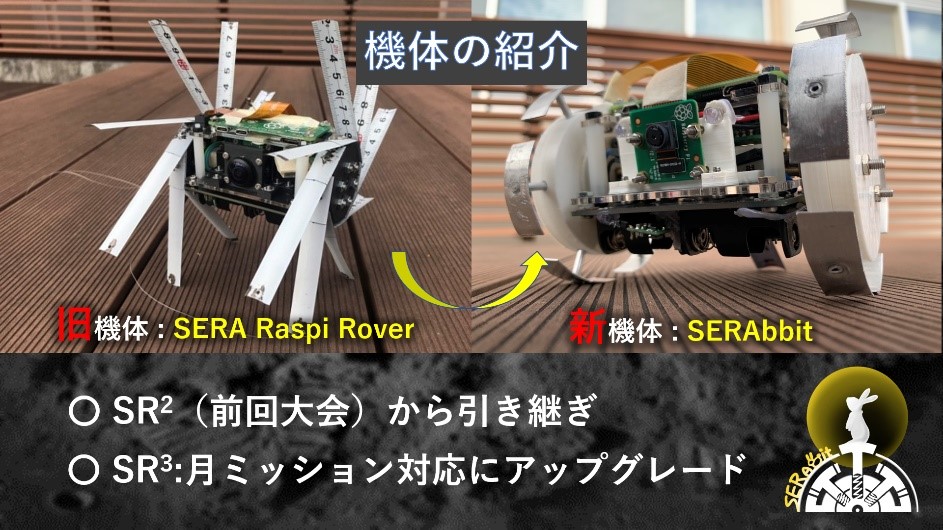 機体の紹介
旧機体：SERA Raspi Rover
新機体：SERAbbit
〇 SR²（前回大会）から引き継ぎ
〇 SR³:月ミッション対応にアップグレード
SERAbbit